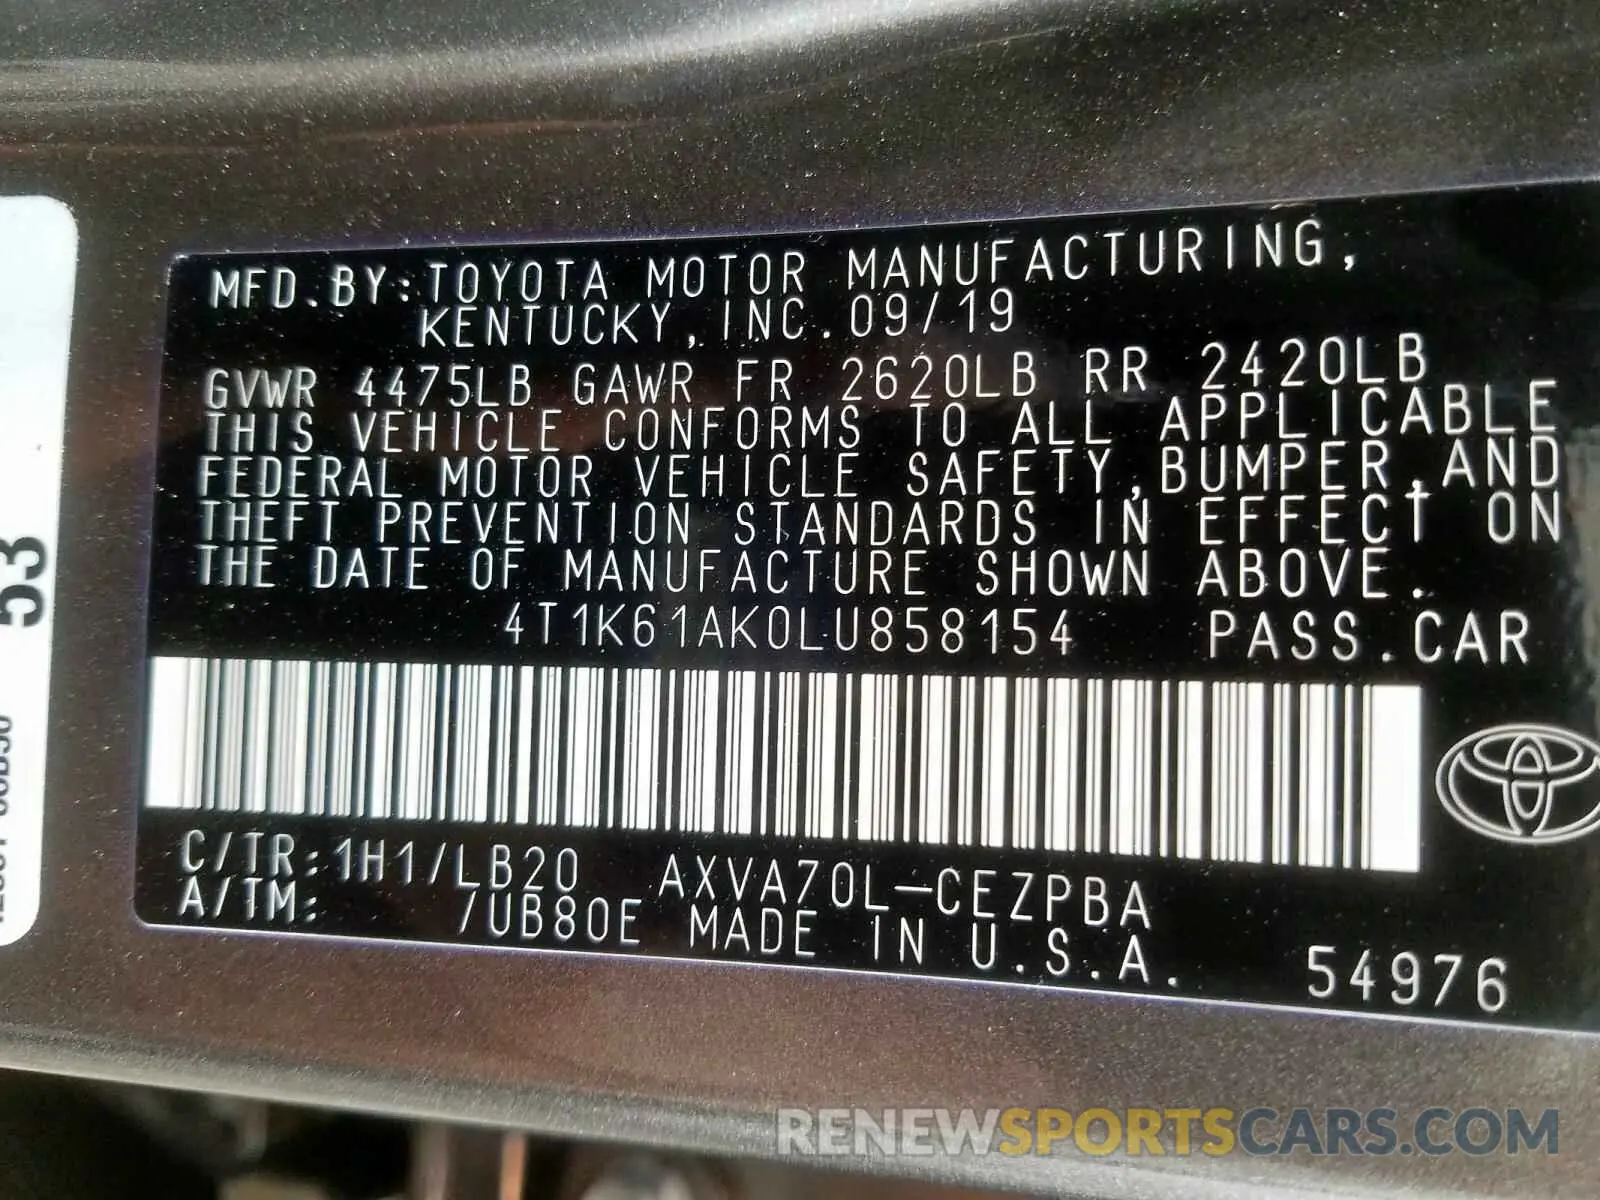 MFD.BY:TOYOTA MOTOR MANUFACTURING,
KENTUCKY,INC.09/19
GVWR 4475LB GAWR FR 2620LB RR 2420LB
THIS VEHICLE CONFORMS TO ALL APPLICABLE
FEDERAL MOTOR VEHICLE SAFETY,BUMPER,AND
THEFT PREVENTION STANDARDS IN EFFECT ON
THE DATE OF MANUFACTURE SHOWN ABOVE.
4T1K61AK0LU858154 PASS.CAR
C/TR:1H1/LB20 AXVA70L-CEZPBA
A/TM: /UB80E MADE IN U.S.A. 54976
53
RENEWSPORTSCARS.COM